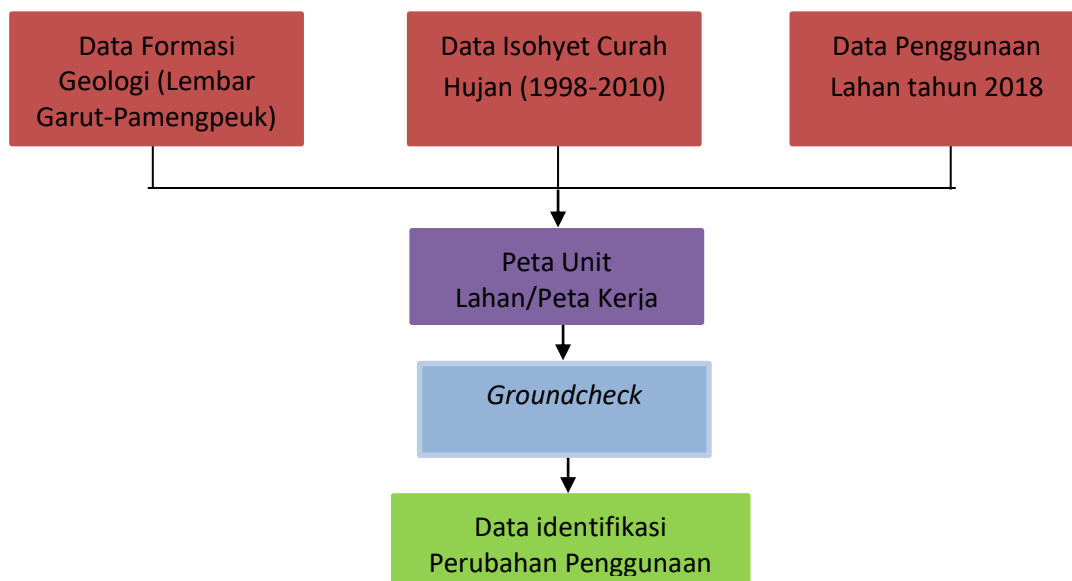 Data Formasi
Geologi (Lembar
Garut-Pamengpeuk)
Data Isohyet Curah
Hujan (1998-2010)
Data Penggunaan
Lahan tahun 2018
Peta Unit
Lahan/Peta Kerja
Groundcheck
Data identifikasi
Perubahan Penggunaan